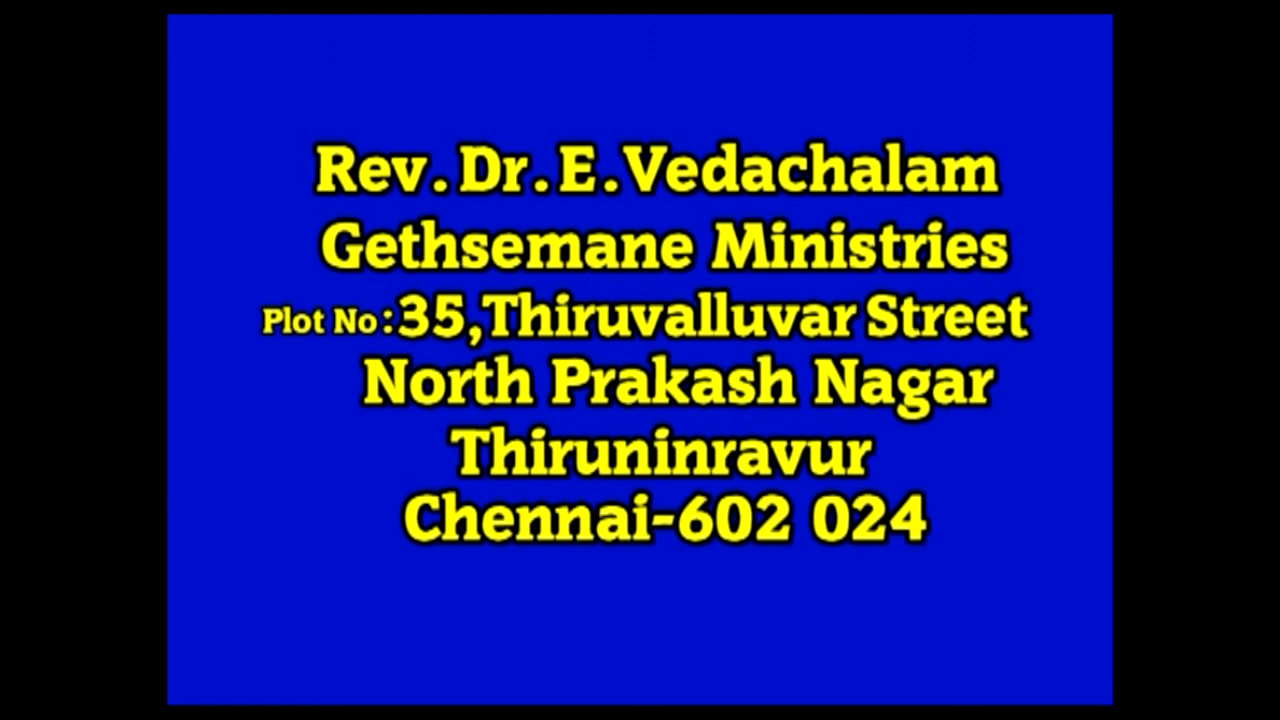 Rev. Dr. E. Vedachalam
Gethsemane Ministries
Plot No:35,Thiruvalluvar Street
North Prakash Nagar
Thiruninravur
Chennai-602 024